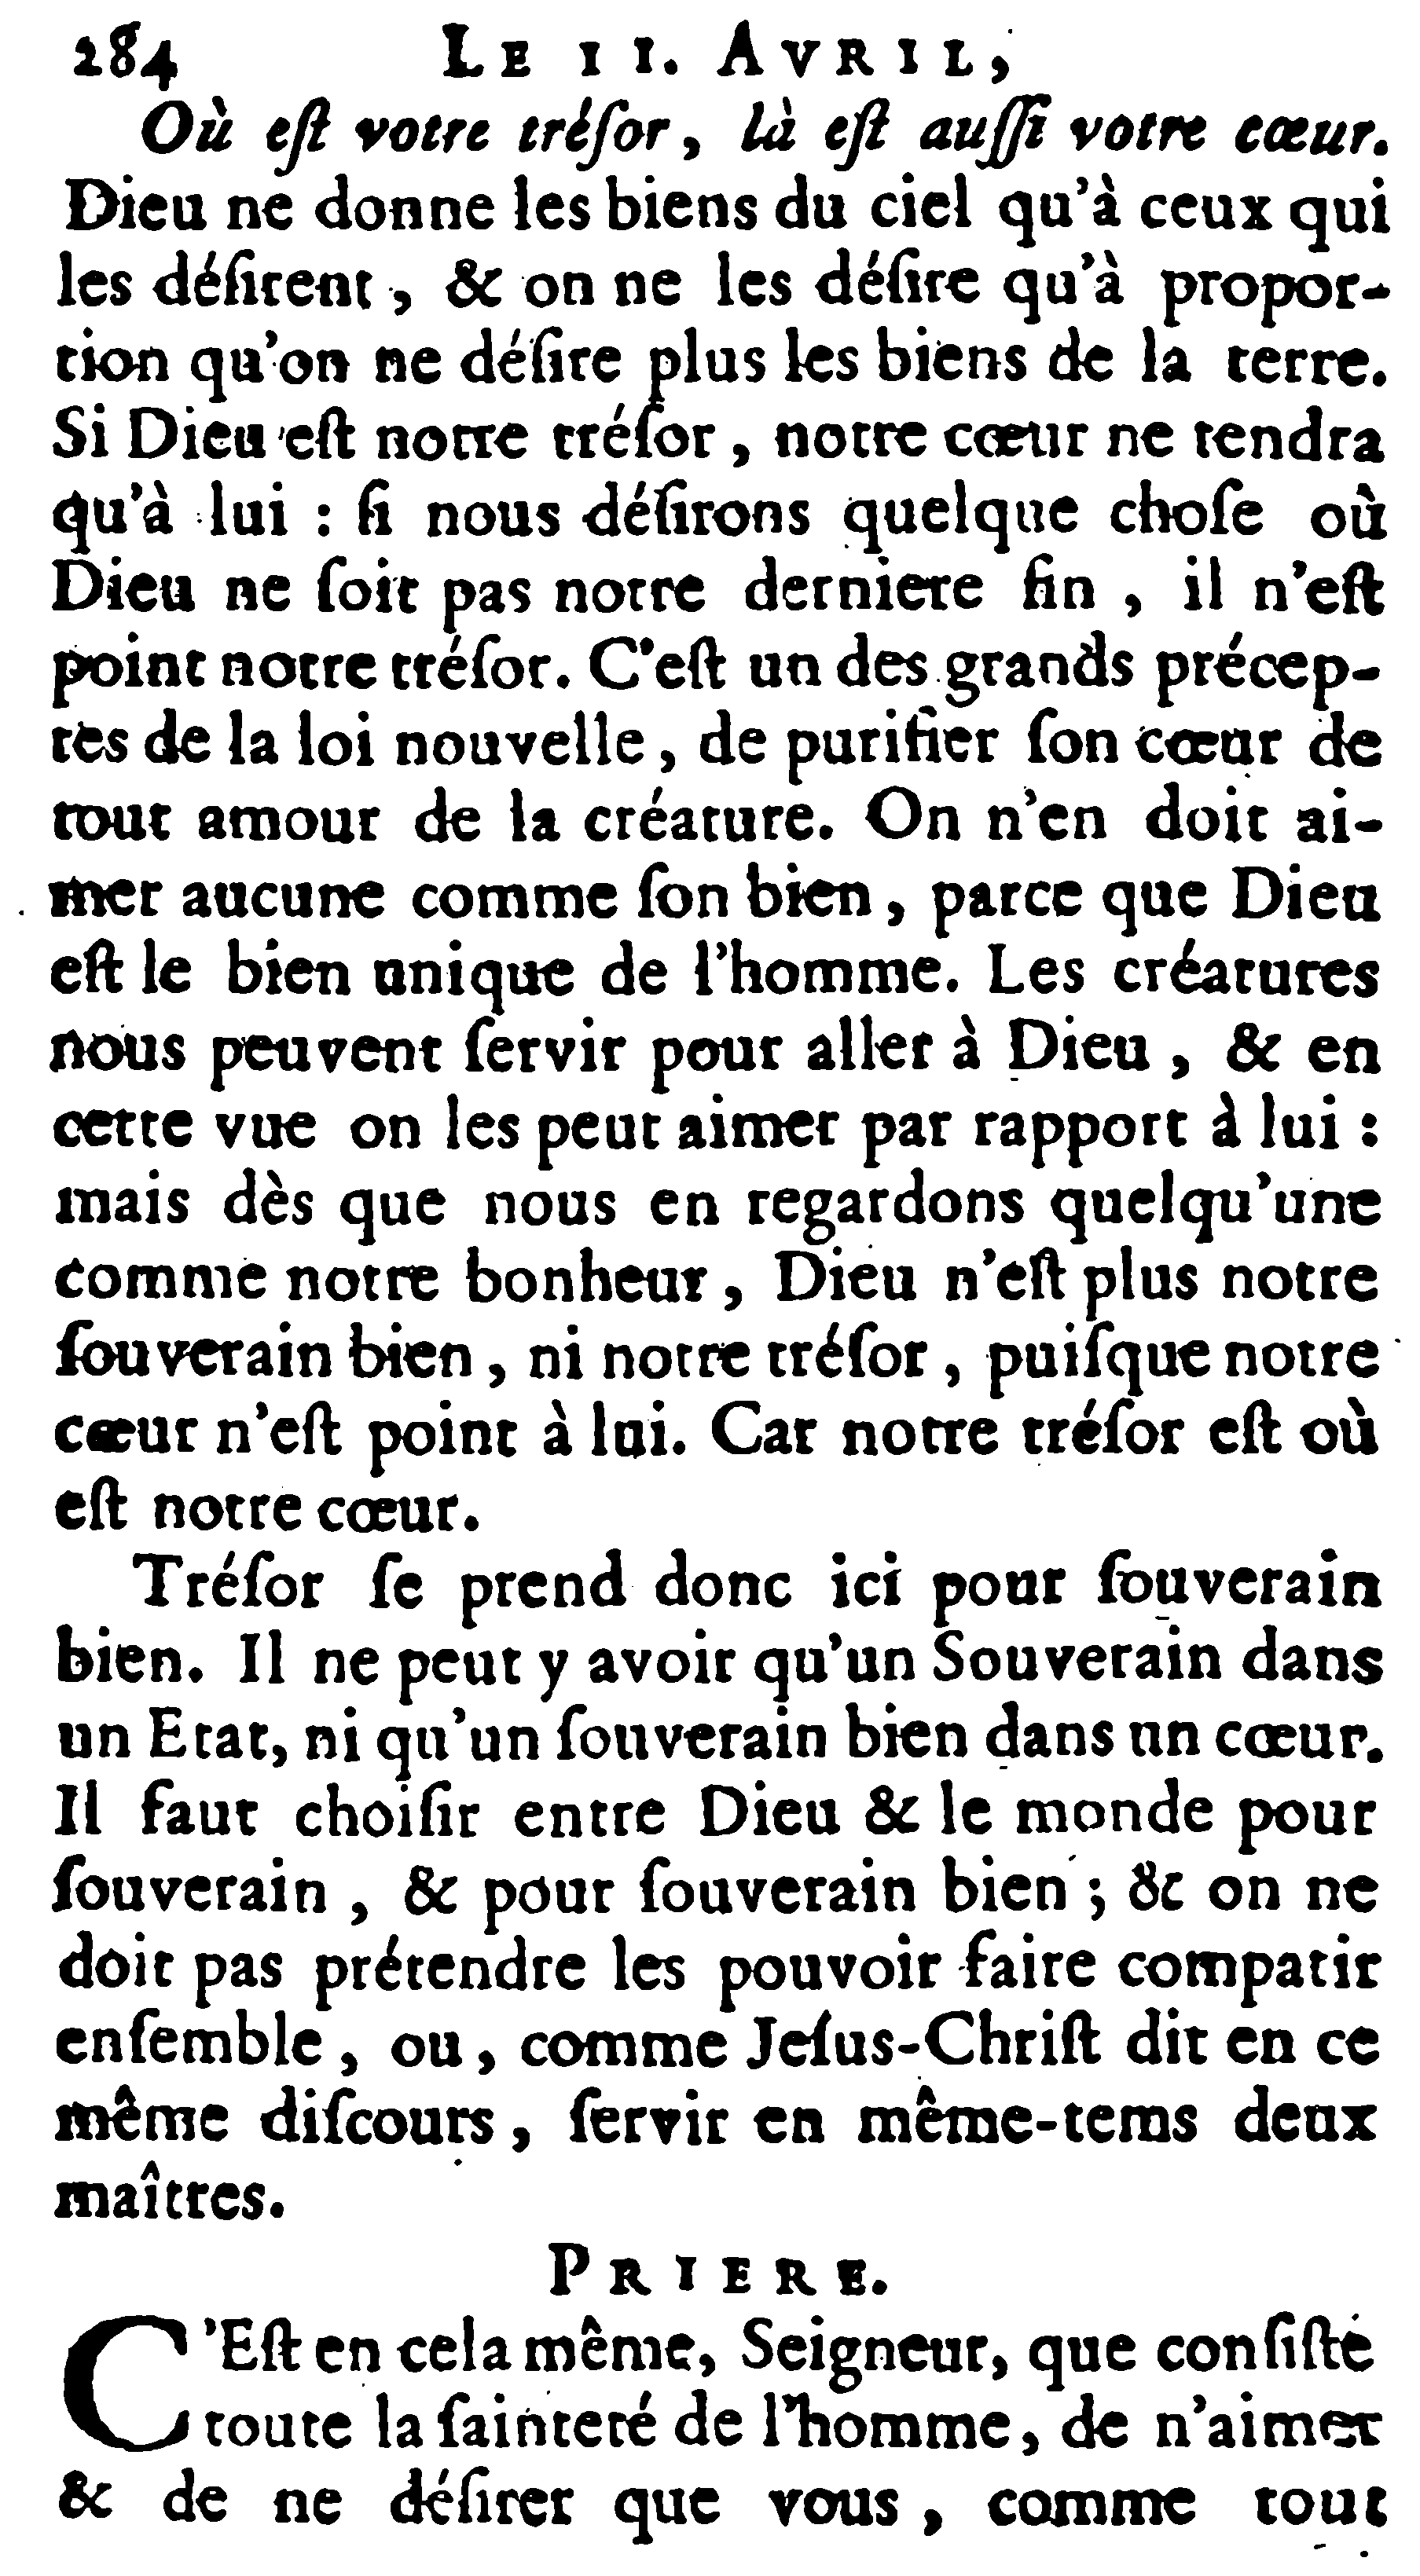 284 LE II. AVRIL,
Où eſt votre tréſor, là eſt auſſi votre cœur.
Dieu ne donne les biens du ciel qu'à ceux qui
les déſirent, & on ne les déſire qu'à propor-
tion qu'on ne déſire plus les biens de la terre.
Si Dieu eſt notre tréſor, notre cœur ne tendra
qu'à lui : ſi nous déſirons quelque choſe où
Dieu ne ſoit pas notre derniere fin, il n'eſt
point notre tréſor. C'eſt un des grands précep-
tes de la loi nouvelle, de purifier ſon cœur de
tout amour de la créature. On n'en doit ai-
mer aucune comme ſon bien, parce que Dieu
eſt le bien unique de l'homme. Les créatures
nous peuvent ſervir pour aller à Dieu, & en
cette vue on les peut aimer par rapport à lui :
mais dès que nous en regardons quelqu'une
comme notre bonheur, Dieu n'eſt plus notre
ſouverain bien, ni notre tréſor, puiſque notre
cœur n'eſt point à lui. Car notre tréſor eſt où
eſt notre cœur.
Tréſor ſe prend donc ici pour ſouverain
bien. Il ne peut y avoir qu'un Souverain dans
un Etat, ni qu'un ſouverain bien dans un cœur.
Il faut choiſir entre Dieu & le monde pour
ſouverain, & pour ſouverain bien ; & on ne
doit pas prétendre les pouvoir faire compatir
enſemble, ou, comme Jeſus-Chriſt dit en ce
même diſcours, ſervir en même-tems deux
maîtres.
PRIERE.
C'Eſt en cela même, Seigneur, que conſiſte
toute la ſainteté de l'homme, de n'aimer
& de ne déſirer que vous, comme tout